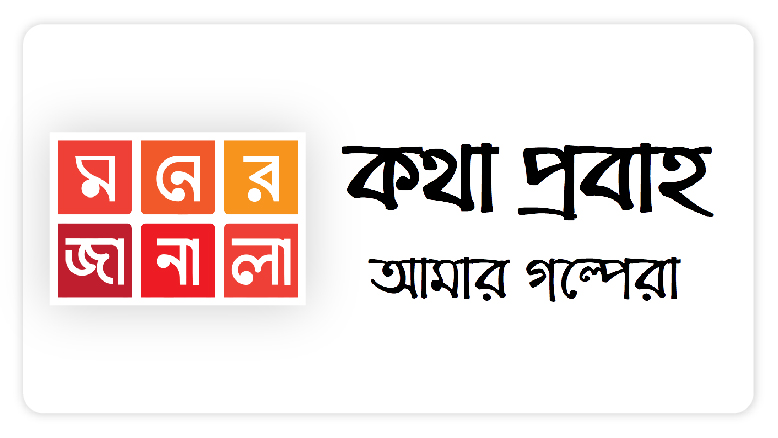 মনের
জানালা
কথা প্রবাহ
আমার গল্পেরা